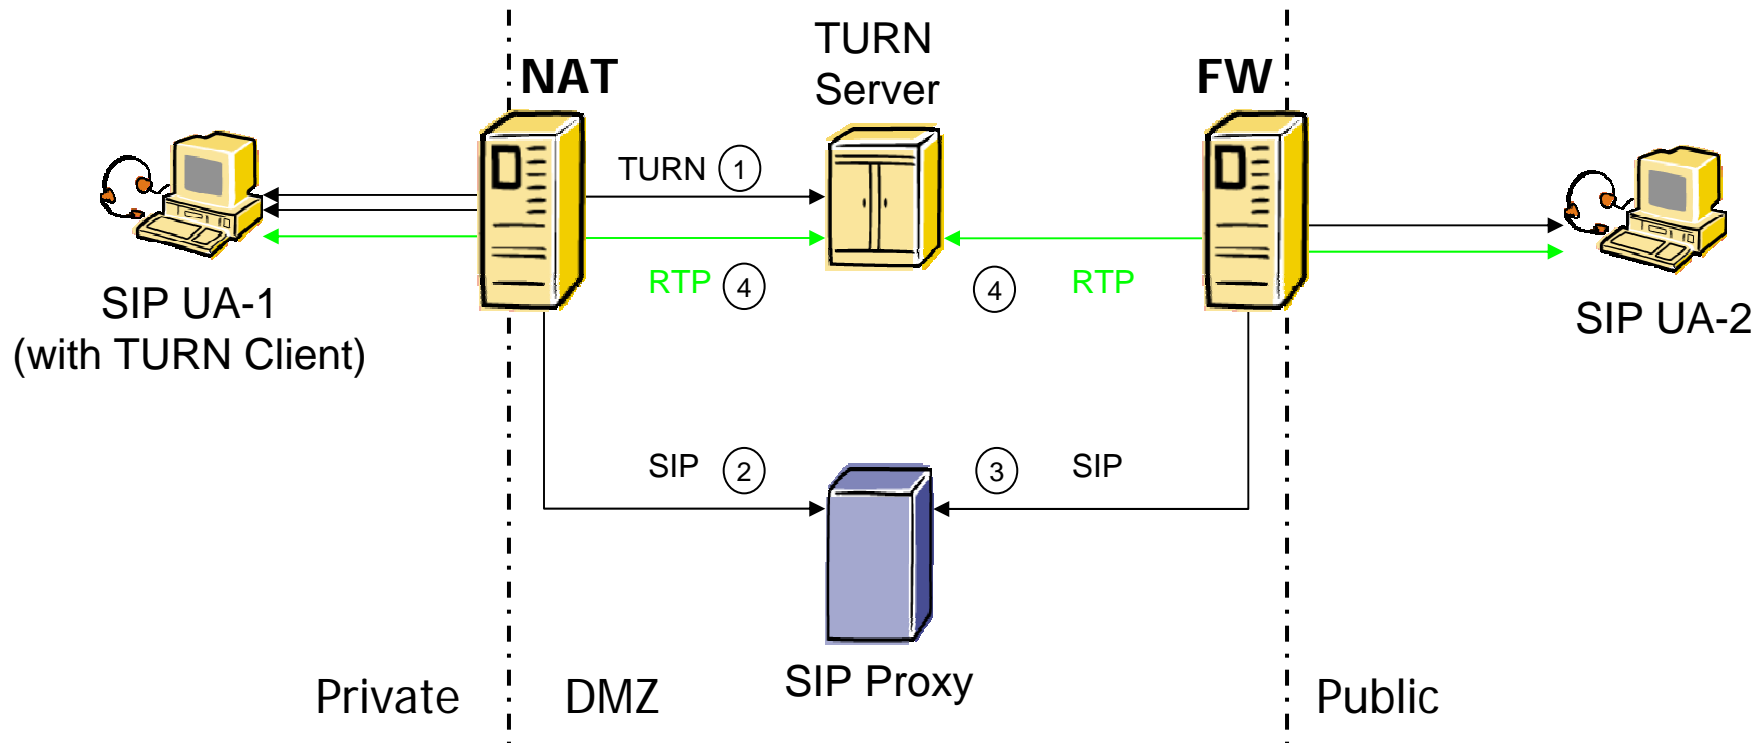 NAT
TURN
Server
FW
TURN 1
RTP 4
4 RTP
SIP UA-1
(with TURN Client)
SIP UA-2
SIP 2
3 SIP
SIP Proxy
Private
DMZ
Public